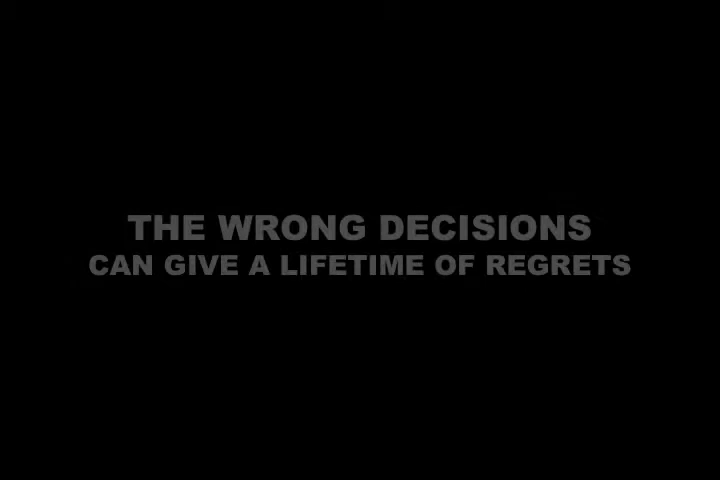 THE WRONG DECISIONS
CAN GIVE A LIFETIME OF REGRETS